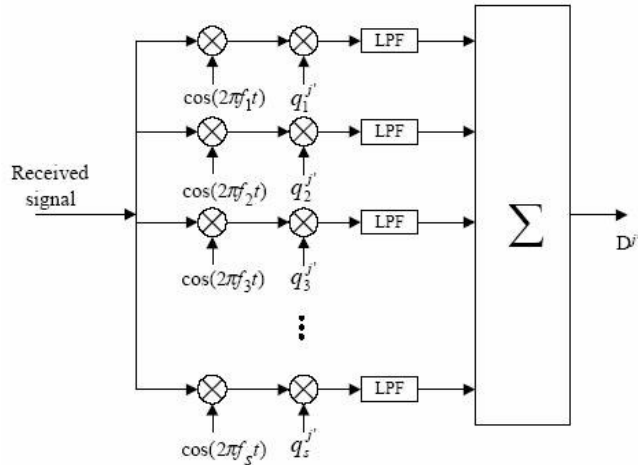 LPF
cos(2πf₁t)
q₁ʲ'
LPF
cos(2πf₂t)
q₂ʲ'
Received
signal
LPF
∑
Dʲ'
cos(2πf₃t)
q₃ʲ'
LPF
cos(2πfₛt)
qₛʲ'